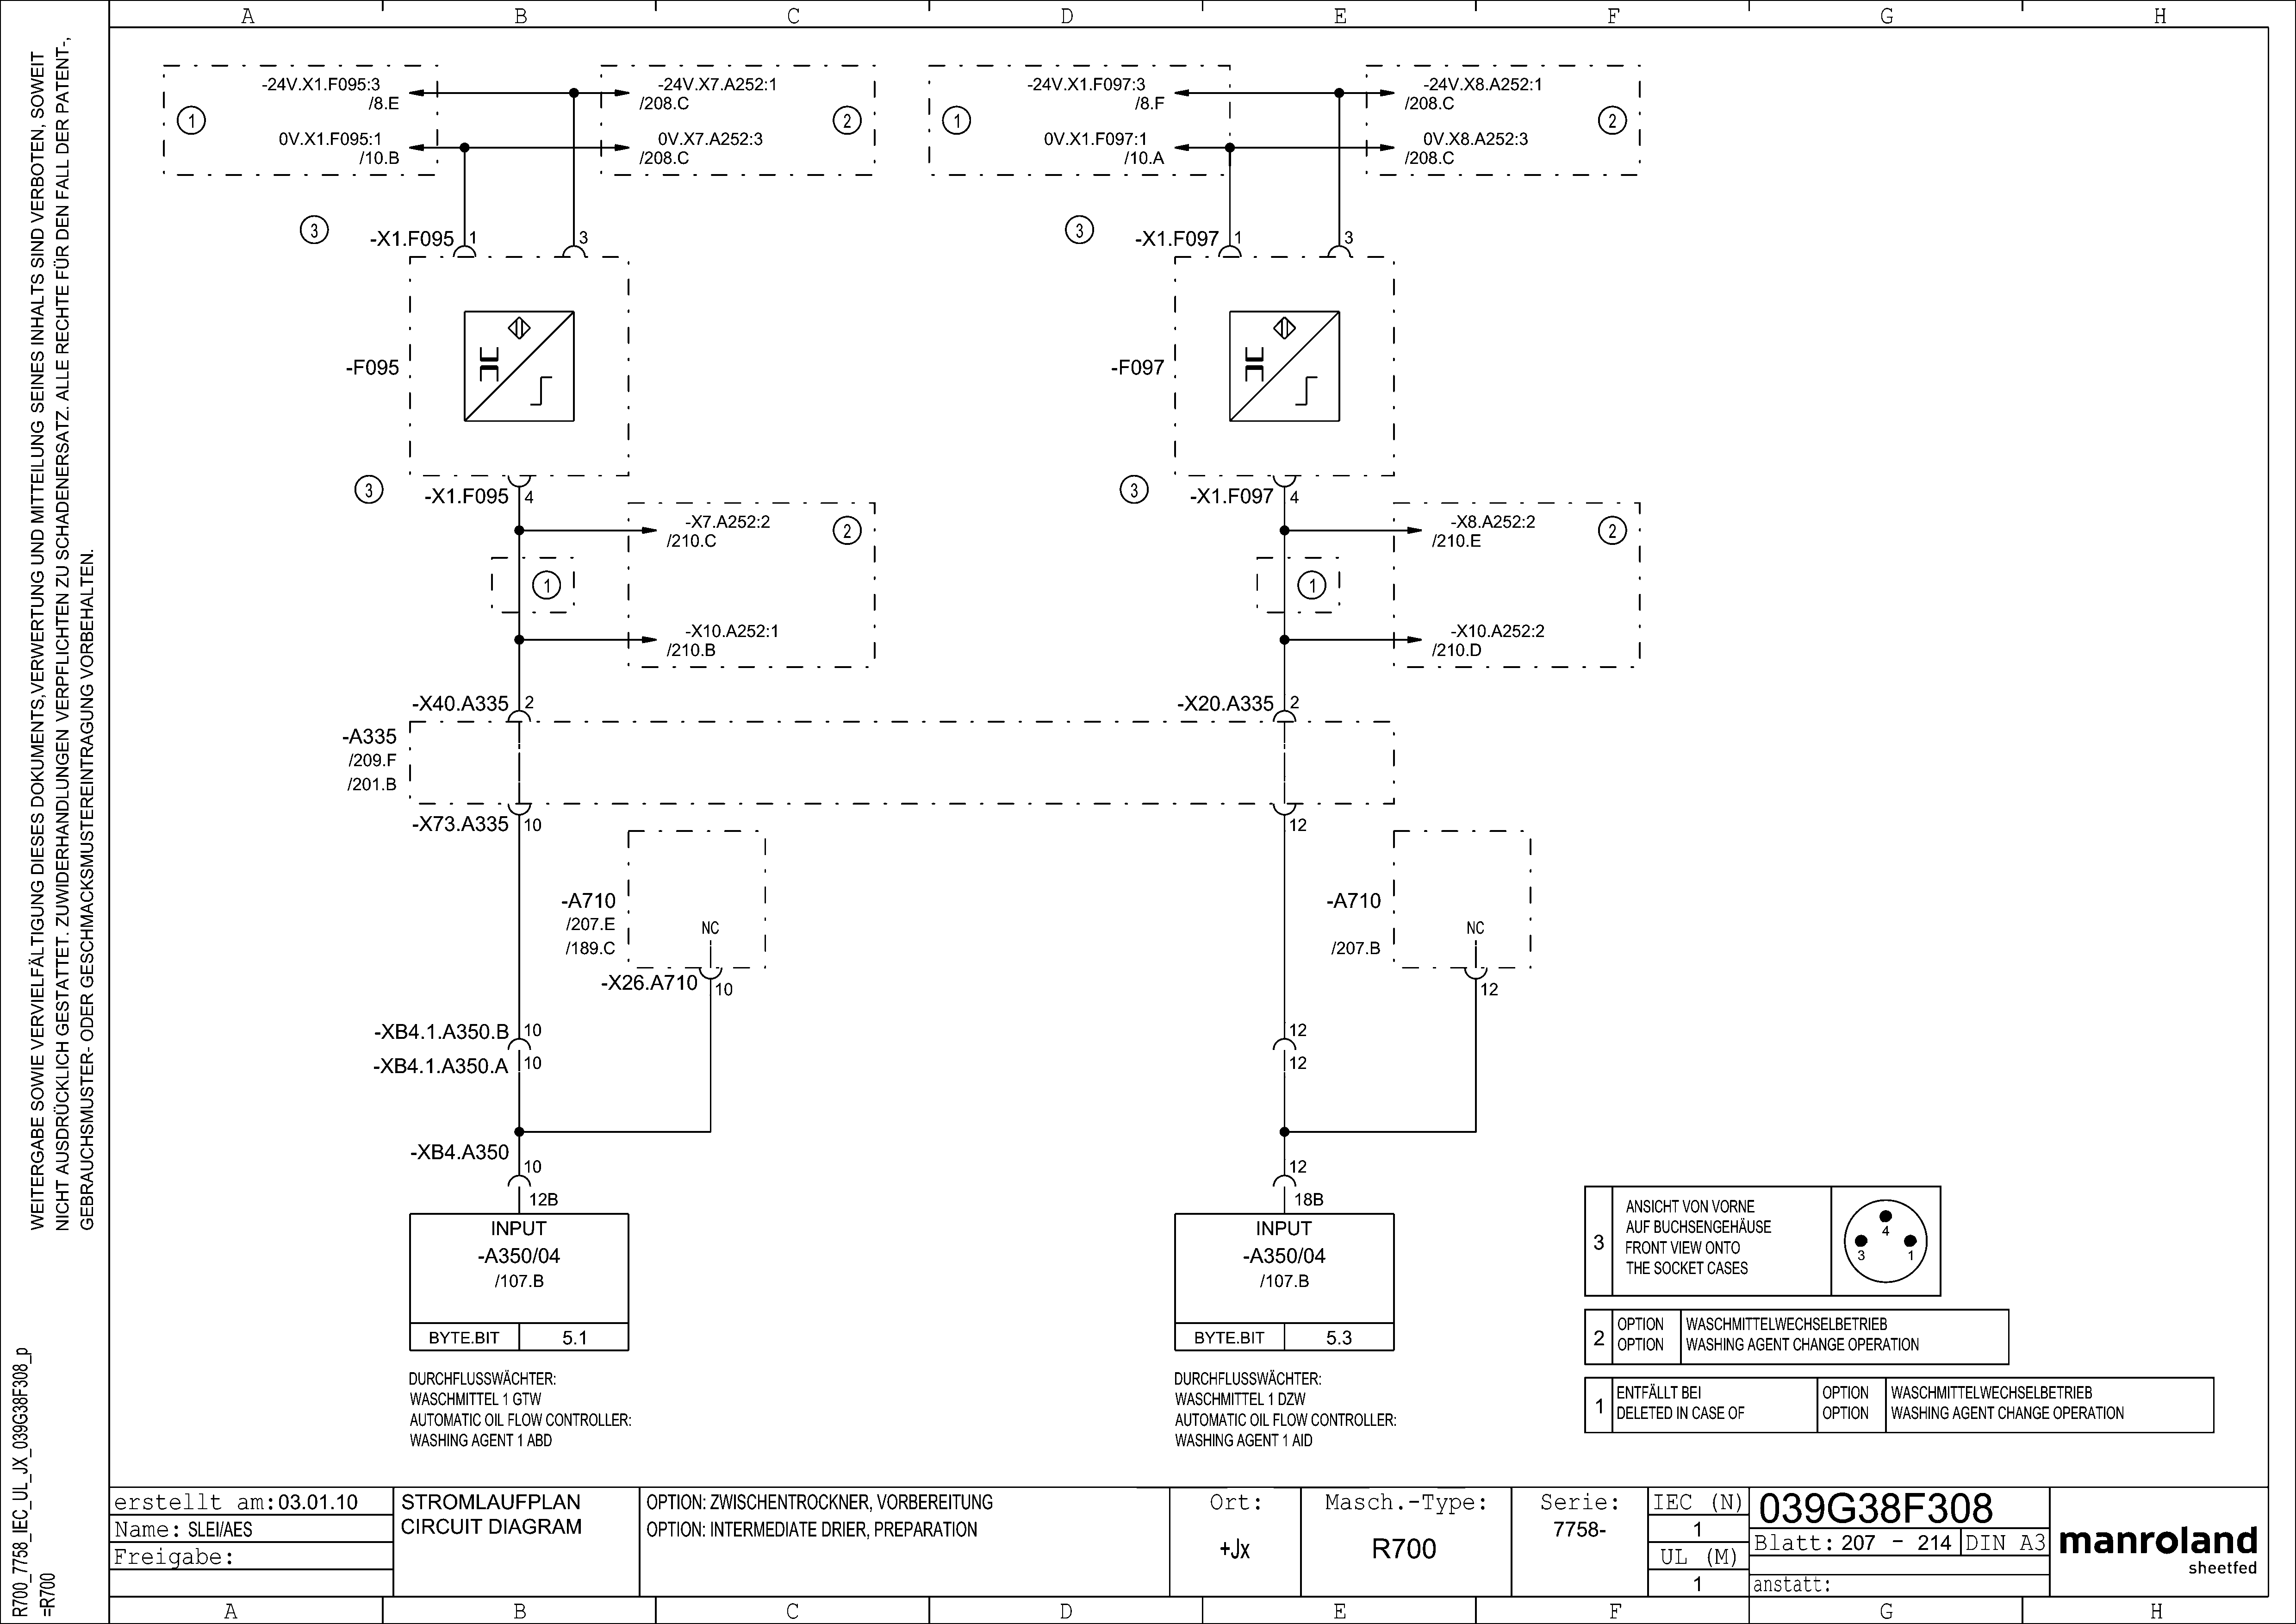 A B C D E F G H
WEITERGABE SOWIE VERVIELFÄLTIGUNG DIESES DOKUMENTS,VERWERTUNG UND MITTEILUNG SEINES INHALTS SIND VERBOTEN, SOWEIT
NICHT AUSDRÜCKLICH GESTATTET. ZUWIDERHANDLUNGEN VERPFLICHTEN ZU SCHADENERSATZ. ALLE RECHTE FÜR DEN FALL DER PATENT-,
GEBRAUCHSMUSTER- ODER GESCHMACKSMUSTEREINTRAGUNG VORBEHALTEN.
R700_7758_IEC_UL_JX_039G38F308_p
=R700
-24V.X1.F095:3
/8.E
1
0V.X1.F095:1
/10.B
-24V.X7.A252:1
/208.C
2
0V.X7.A252:3
/208.C
3
-X1.F095 1 3
-F095
3
-X1.F095 4
-X7.A252:2
/210.C
2
1
-X10.A252:1
/210.B
-X40.A335 2
-A335
/209.F
/201.B
-X73.A335 10
-A710
/207.E
/189.C
NC
-X26.A710 10
-XB4.1.A350.B 10
-XB4.1.A350.A 10
-XB4.A350
10
12B
INPUT
-A350/04
/107.B
BYTE.BIT 5.1
DURCHFLUSSWÄCHTER:
WASCHMITTEL 1 GTW
AUTOMATIC OIL FLOW CONTROLLER:
WASHING AGENT 1 ABD
-24V.X1.F097:3
/8.F
1
0V.X1.F097:1
/10.A
-24V.X8.A252:1
/208.C
2
0V.X8.A252:3
/208.C
3
-X1.F097 1 3
-F097
3
-X1.F097 4
-X8.A252:2
/210.E
2
1
-X10.A252:2
/210.D
-X20.A335 2
12
-A710
/207.B
NC
12
12
12
12
18B
INPUT
-A350/04
/107.B
BYTE.BIT 5.3
DURCHFLUSSWÄCHTER:
WASCHMITTEL 1 DZW
AUTOMATIC OIL FLOW CONTROLLER:
WASHING AGENT 1 AID
3
ANSICHT VON VORNE
AUF BUCHSENGEHÄUSE
FRONT VIEW ONTO
THE SOCKET CASES
4
3 1
2
OPTION WASCHMITTELWECHSELBETRIEB
OPTION WASHING AGENT CHANGE OPERATION
1
ENTFÄLLT BEI OPTION WASCHMITTELWECHSELBETRIEB
DELETED IN CASE OF OPTION WASHING AGENT CHANGE OPERATION
erstellt am: 03.01.10
Name: SLEI/AES
Freigabe:
STROMLAUFPLAN
CIRCUIT DIAGRAM
OPTION: ZWISCHENTROCKNER, VORBEREITUNG
OPTION: INTERMEDIATE DRIER, PREPARATION
Ort:
+Jx
Masch.-Type:
R700
Serie:
7758-
IEC (N)
1
UL (M)
1
039G38F308
Blatt: 207 - 214 DIN A3
anstatt:
manroland
sheetfed
A B C D E F G H